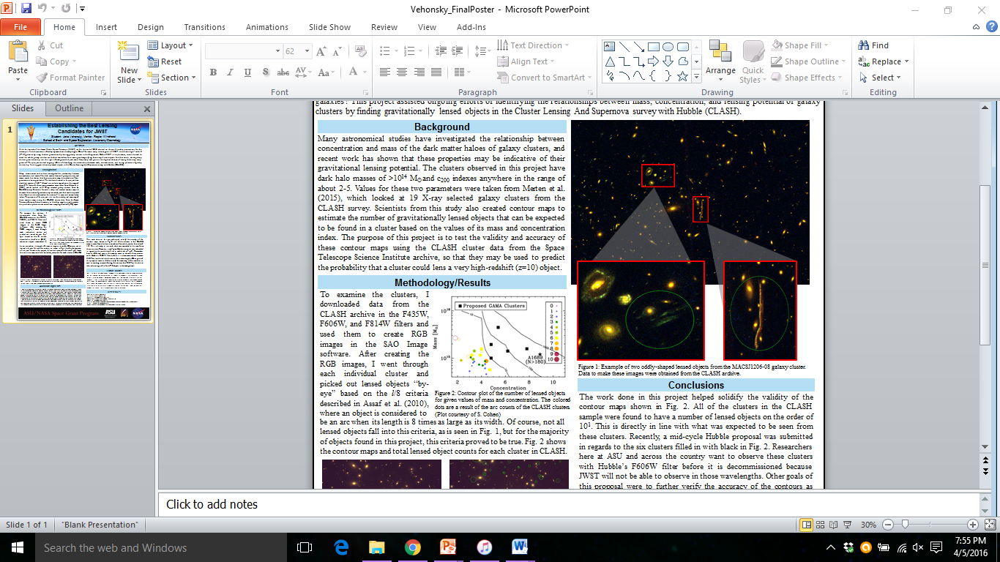 Vehonsky_FinalPoster - Microsoft PowerPoint
File Home Insert Design Transitions Animations Slide Show Review View Add-Ins
Paste
Cut
Copy
Format Painter
Clipboard
New Slide
Layout
Reset
Section
Slides
62
Font
Paragraph
Text Direction
Align Text
Convert to SmartArt
Arrange
Quick Styles
Shape Fill
Shape Outline
Shape Effects
Drawing
Find
Replace
Select
Editing
Slides Outline
1
Establishing the Best Lensing
Candidates for JWST
ASU/NASA Space Grant Program
galaxies? This project assisted ongoing efforts of identifying the relationships between mass, concentration, and lensing potential of galaxy
clusters by finding gravitationally lensed objects in the Cluster Lensing And Supernova survey with Hubble (CLASH).
Background
Many astronomical studies have investigated the relationship between
concentration and mass of the dark matter haloes of galaxy clusters, and
recent work has shown that these properties may be indicative of their
gravitational lensing potential. The clusters observed in this project have
dark halo masses of >10¹⁴ M⊙ and c₂₀₀ indexes anywhere in the range of
about 2-5. Values for these two parameters were taken from Merten et al.
(2015), which looked at 19 X-ray selected galaxy clusters from the
CLASH survey. Scientists from this study also created contour maps to
estimate the number of gravitationally lensed objects that can be expected
to be found in a cluster based on the values of its mass and concentration
index. The purpose of this project is to test the validity and accuracy of
these contour maps using the CLASH cluster data from the Space
Telescope Science Institute archive, so that they may be used to predict
the probability that a cluster could lens a very high-redshift (z=10) object.
Methodology/Results
To examine the clusters, I
downloaded data from the
CLASH archive in the F435W,
F606W, and F814W filters and
used them to create RGB
images in the SAO Image
software. After creating the
RGB images, I went through
each individual cluster and
picked out lensed objects “by-
eye” based on the l/8 criteria
described in Assaf et al. (2010),
where an object is considered to
be an arc when its length is 8 times as large as its width. Of course, not all
lensed objects fall into this criteria, as is seen in Fig. 1, but for the majority
of objects found in this project, this criteria proved to be true. Fig. 2 shows
the contour maps and total lensed object counts for each cluster in CLASH.
Proposed GAMA Clusters
0
1
2
3
4
5
6
7
8
9
10
Mass [M⊙]
10¹⁶
10¹⁵
A1689
(N>180)
2 4 6 8 10
Concentration
Figure 2: Contour plot of the number of lensed objects
for given values of mass and concentration. The colored
dots are a result of the arc counts of the CLASH clusters.
(Plot courtesy of S. Cohen)
Figure 1: Example of two oddly-shaped lensed objects from the MACSJ1206-08 galaxy cluster.
Data to make these images were obtained from the CLASH archive.
Conclusions
The work done in this project helped solidify the validity of the
contour maps shown in Fig. 2. All of the clusters in the CLASH
sample were found to have a number of lensed objects on the order of
10¹. This is directly in line with what was expected to be seen from
these clusters. Recently, a mid-cycle Hubble proposal was submitted
in regards to the six clusters filled in with black in Fig. 2. Researchers
here at ASU and across the country want to observe these clusters
with Hubble’s F606W filter before it is decommissioned because
JWST will not be able to observe in those wavelengths. Other goals of
this proposal were to further verify the accuracy of the contours as
Click to add notes
Slide 1 of 1 "Blank Presentation" 30%
Search the web and Windows
7:55 PM
4/5/2016